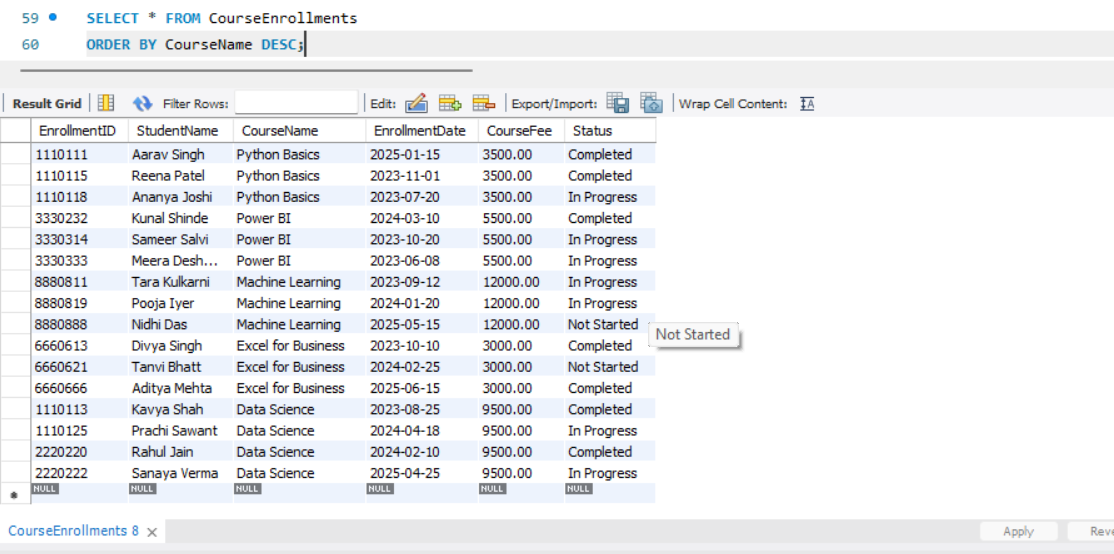 59 SELECT * FROM CourseEnrollments
60 ORDER BY CourseName DESC;
Result Grid Filter Rows: Edit: Export/Import: Wrap Cell Content: IA
EnrollmentID StudentName CourseName EnrollmentDate CourseFee Status
1110111 Aarav Singh Python Basics 2025-01-15 3500.00 Completed
1110115 Reena Patel Python Basics 2023-11-01 3500.00 Completed
1110118 Ananya Joshi Python Basics 2023-07-20 3500.00 In Progress
3330232 Kunal Shinde Power BI 2024-03-10 5500.00 Completed
3330314 Sameer Salvi Power BI 2023-10-20 5500.00 In Progress
3330333 Meera Desh... Power BI 2023-06-08 5500.00 In Progress
8880811 Tara Kulkarni Machine Learning 2023-09-12 12000.00 In Progress
8880819 Pooja Iyer Machine Learning 2024-01-20 12000.00 In Progress
8880888 Nidhi Das Machine Learning 2025-05-15 12000.00 Not Started
Not Started
6660613 Divya Singh Excel for Business 2023-10-10 3000.00 Completed
6660621 Tanvi Bhatt Excel for Business 2024-02-25 3000.00 Not Started
6660666 Aditya Mehta Excel for Business 2025-06-15 3000.00 Completed
1110113 Kavya Shah Data Science 2023-08-25 9500.00 Completed
1110125 Prachi Sawant Data Science 2024-04-18 9500.00 In Progress
2220220 Rahul Jain Data Science 2024-02-10 9500.00 Completed
2220222 Sanaya Verma Data Science 2025-04-25 9500.00 In Progress
NULL NULL NULL NULL NULL NULL
CourseEnrollments 8 Apply Reve